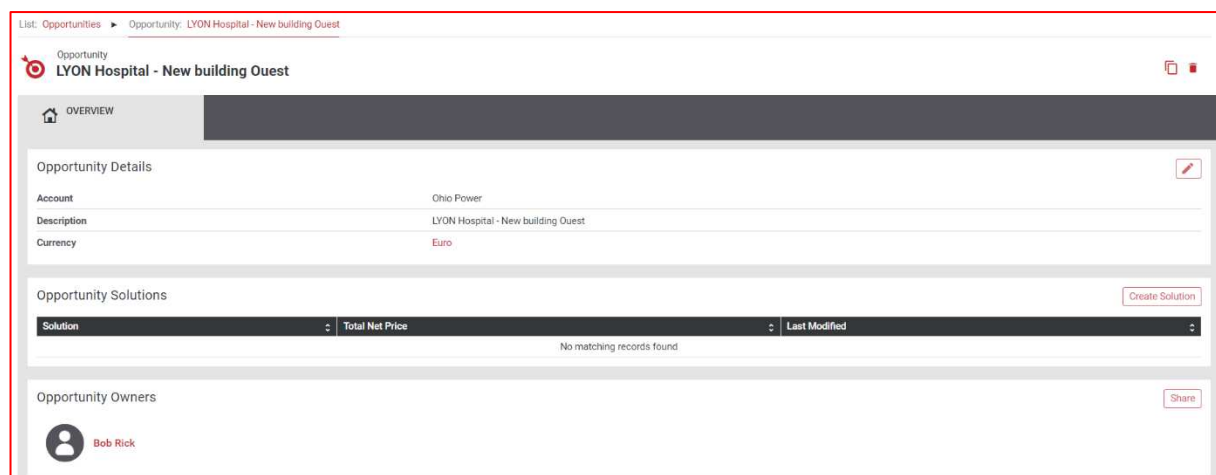 List: Opportunities ► Opportunity: LYON Hospital - New building Ouest
Opportunity
LYON Hospital - New building Ouest
OVERVIEW
Opportunity Details
Account Ohio Power
Description LYON Hospital - New building Ouest
Currency Euro
Opportunity Solutions Create Solution
Solution Total Net Price Last Modified
No matching records found
Opportunity Owners Share
Bob Rick